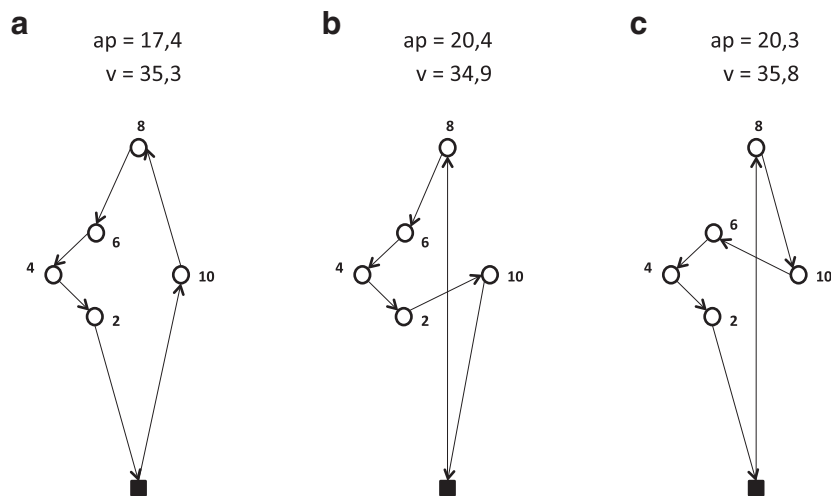 a
ap = 17,4
v = 35,3
8
6
4
10
2
b
ap = 20,4
v = 34,9
8
6
4
10
2
c
ap = 20,3
v = 35,8
8
6
4
10
2